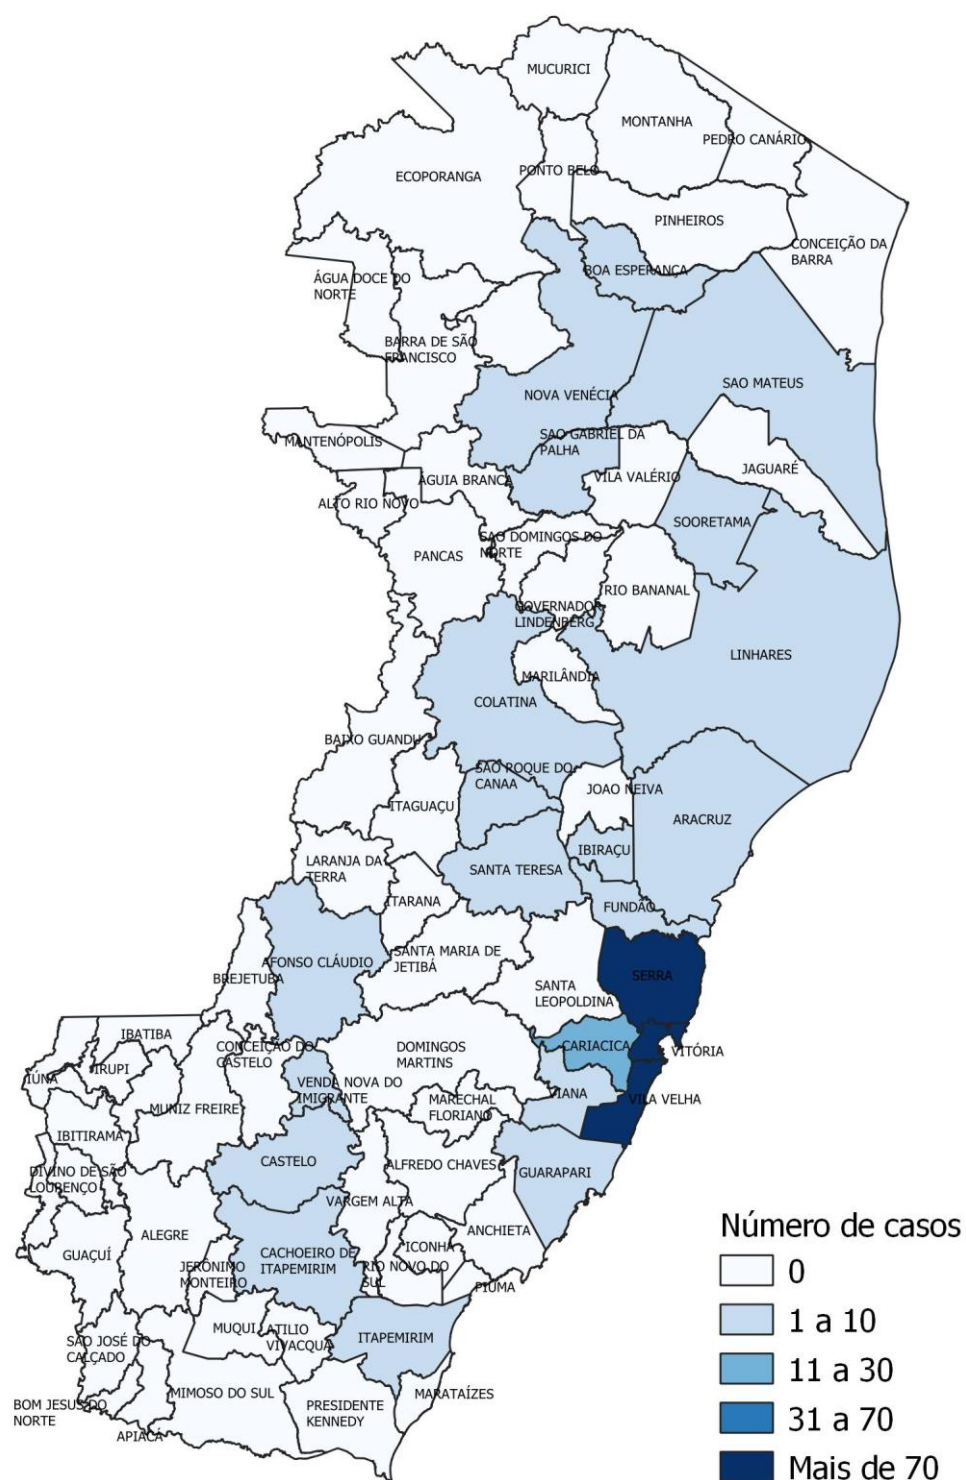 MUCURICI
MONTANHA
PEDRO CANÁRIO
ECOPORANGA
PONTO BELO
PINHEIROS
CONCEIÇÃO DA
BARRA
BOA ESPERANÇA
ÁGUA DOCE DO
NORTE
BARRA DE SÃO
FRANCISCO
NOVA VENÉCIA
SAO MATEUS
MANTENÓPOLIS
SAO GABRIEL DA
PALHA
JAGUARÉ
ÁGUIA BRANCA
VILA VALÉRIO
ALTO RIO NOVO
SOORETAMA
PANCAS
SAO DOMINGOS DO
NORTE
RIO BANANAL
GOVERNADOR
LINDENBERG
LINHARES
MARILÂNDIA
COLATINA
BAIXO GUANDU
SAO ROQUE DO
CANAA
JOAO NEIVA
ITAGUAÇU
ARACRUZ
IBIRAÇU
LARANJA DA
TERRA
SANTA TERESA
ITARANA
FUNDÃO
SANTA MARIA DE
JETIBÁ
AFONSO CLÁUDIO
BREJETUBA
SERRA
SANTA
LEOPOLDINA
IBATIBA
CONCEIÇÃO DO
CASTELO
DOMINGOS
MARTINS
CARIACICA
VITÓRIA
IÚNA
IRUPI
VENDA NOVA DO
IMIGRANTE
MARECHAL
FLORIANO
VIANA
VILA VELHA
MUNIZ FREIRE
IBITIRAMA
CASTELO
ALFREDO CHAVES
GUARAPARI
DIVINO DE SÃO
LOURENÇO
VARGEM ALTA
ANCHIETA
ALEGRE
GUAÇUÍ
CACHOEIRO DE
ITAPEMIRIM
ICONHA
JERÔNIMO
MONTEIRO
RIO NOVO DO
SUL
PIUMA
MUQUI
ATILIO
VIVACQUA
ITAPEMIRIM
SÃO JOSÉ DO
CALÇADO
MIMOSO DO SUL
MARATAÍZES
BOM JESUS DO
NORTE
PRESIDENTE
KENNEDY
APIACÁ
Número de casos
0
1 a 10
11 a 30
31 a 70
Mais de 70